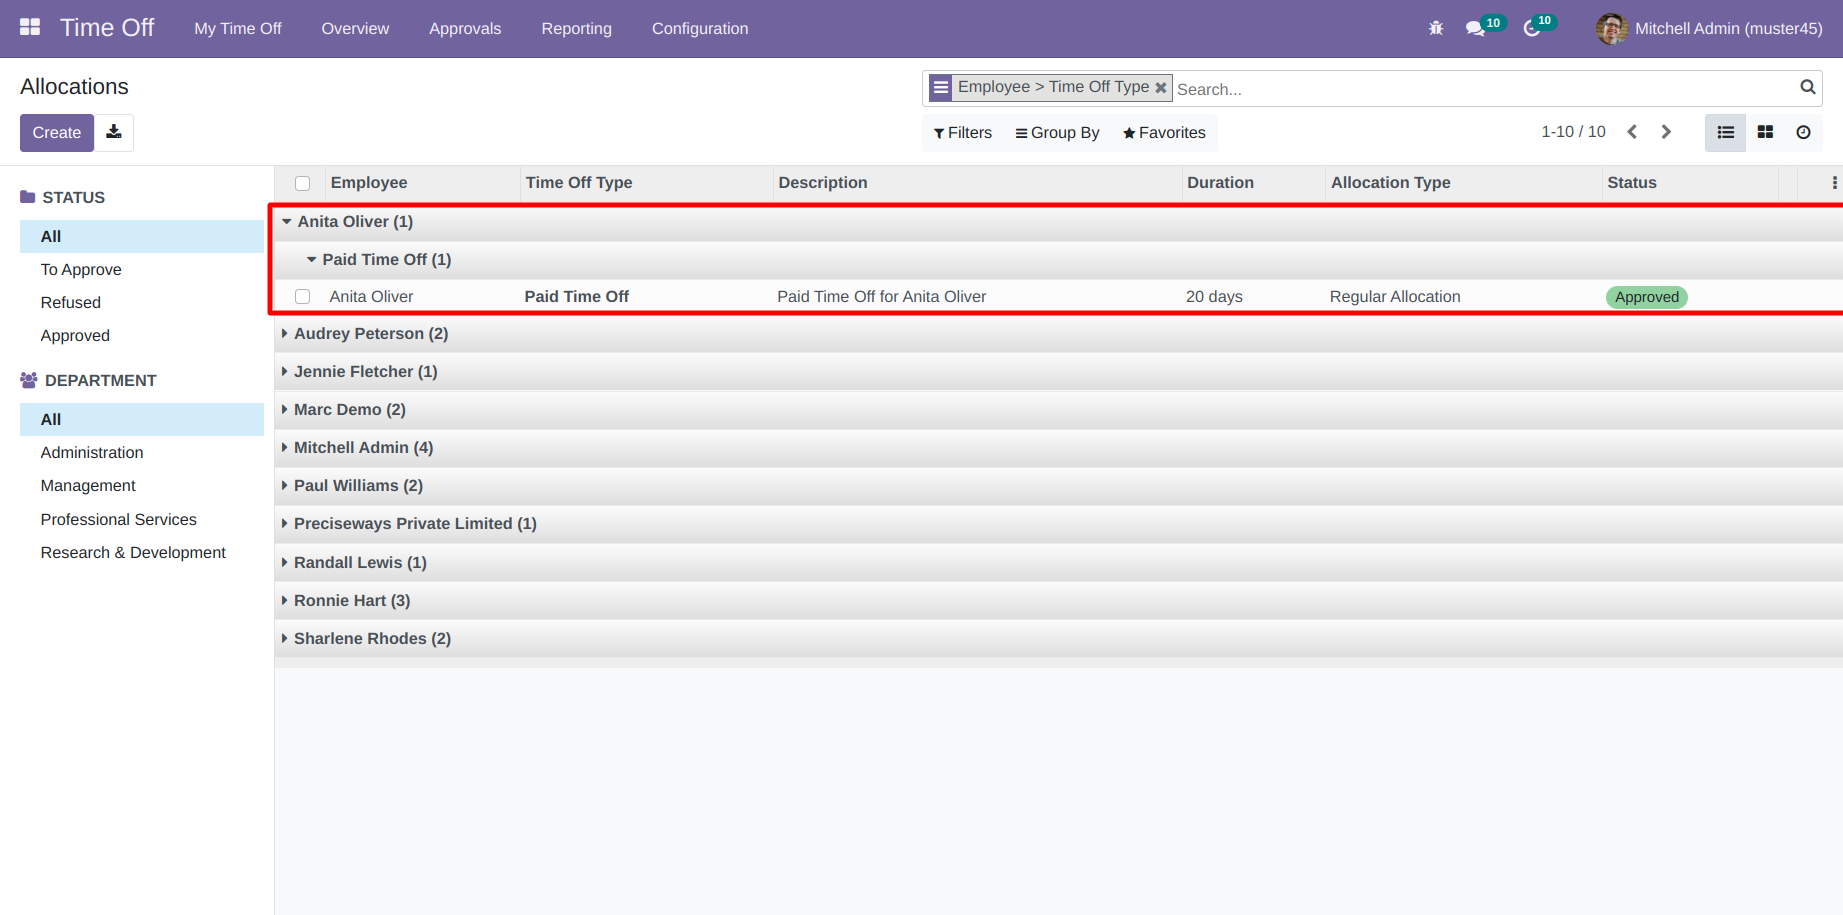 Time Off My Time Off Overview Approvals Reporting Configuration 10 10 Mitchell Admin (muster45)
Allocations
Employee > Time Off Type Search...
Create
Filters Group By Favorites 1-10 / 10
STATUS
All
To Approve
Refused
Approved
DEPARTMENT
All
Administration
Management
Professional Services
Research & Development
Employee Time Off Type Description Duration Allocation Type Status
Anita Oliver (1)
Paid Time Off (1)
Anita Oliver Paid Time Off Paid Time Off for Anita Oliver 20 days Regular Allocation Approved
Audrey Peterson (2)
Jennie Fletcher (1)
Marc Demo (2)
Mitchell Admin (4)
Paul Williams (2)
Preciseways Private Limited (1)
Randall Lewis (1)
Ronnie Hart (3)
Sharlene Rhodes (2)